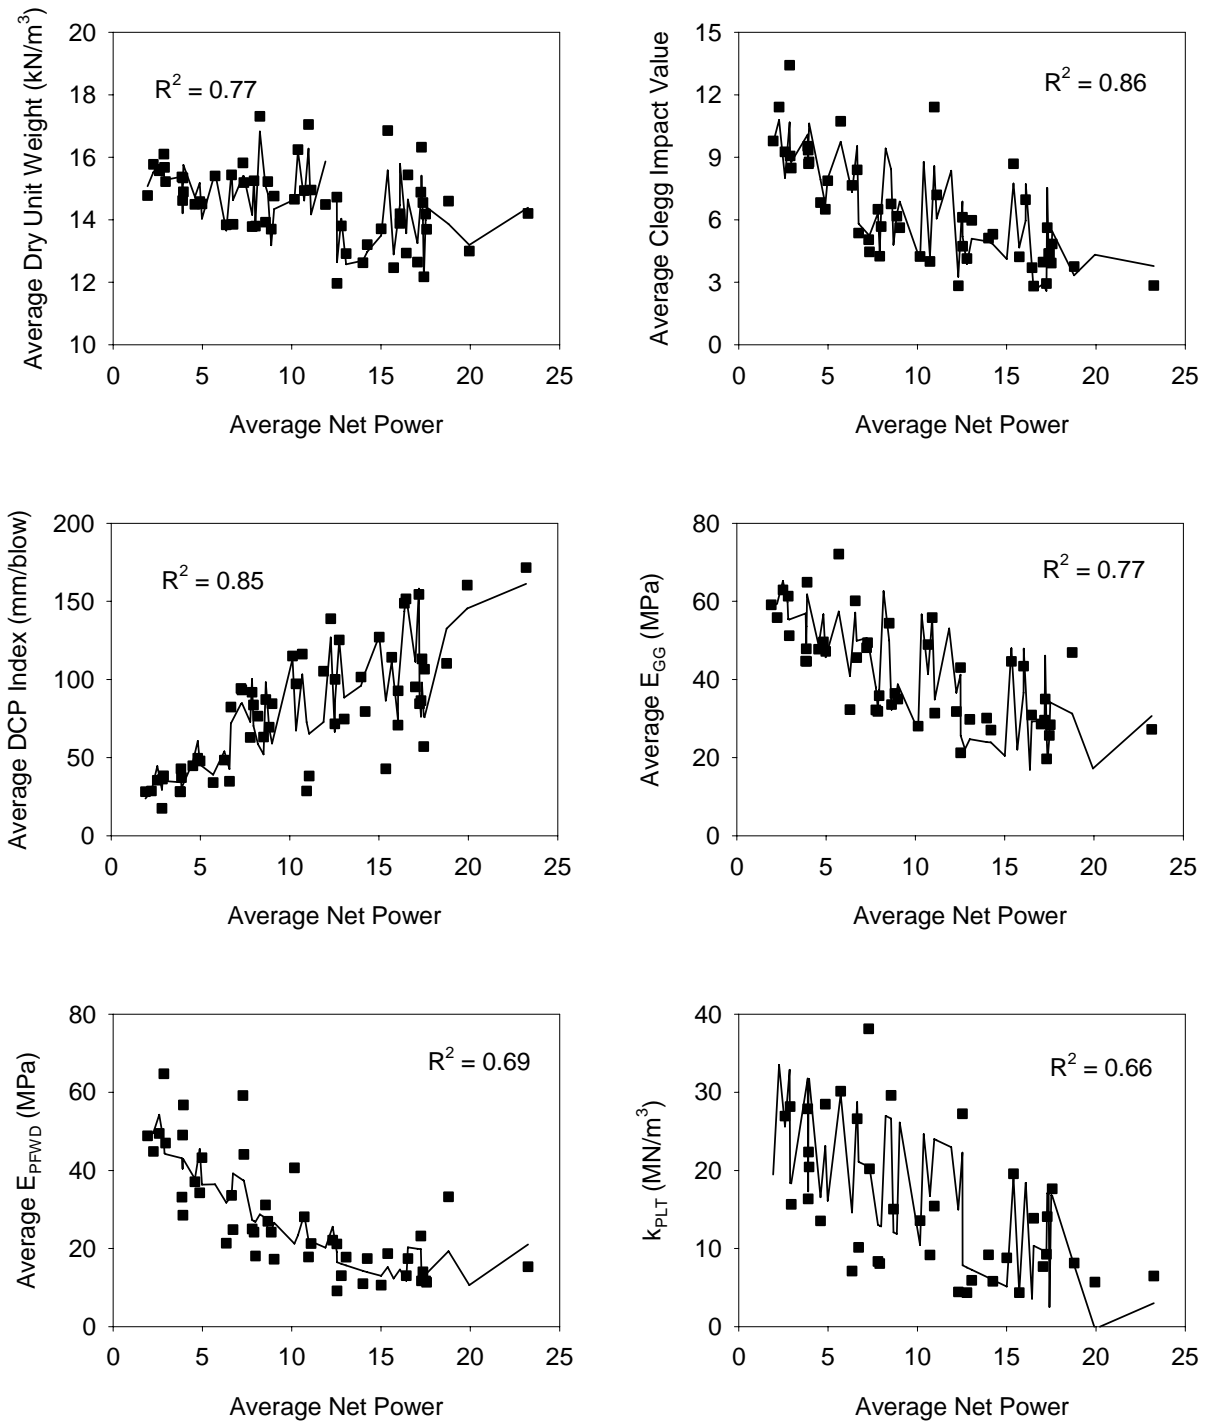 Average Dry Unit Weight (kN/m³)
20
18
16
14
12
10
R² = 0.77
0 5 10 15 20 25
Average Net Power
Average Clegg Impact Value
15
12
9
6
3
0
R² = 0.86
0 5 10 15 20 25
Average Net Power
Average DCP Index (mm/blow)
200
150
100
50
0
R² = 0.85
0 5 10 15 20 25
Average Net Power
Average E_GG (MPa)
80
60
40
20
0
R² = 0.77
0 5 10 15 20 25
Average Net Power
Average E_PFWD (MPa)
80
60
40
20
0
R² = 0.69
0 5 10 15 20 25
Average Net Power
k_PLT (MN/m³)
40
30
20
10
0
R² = 0.66
0 5 10 15 20 25
Average Net Power